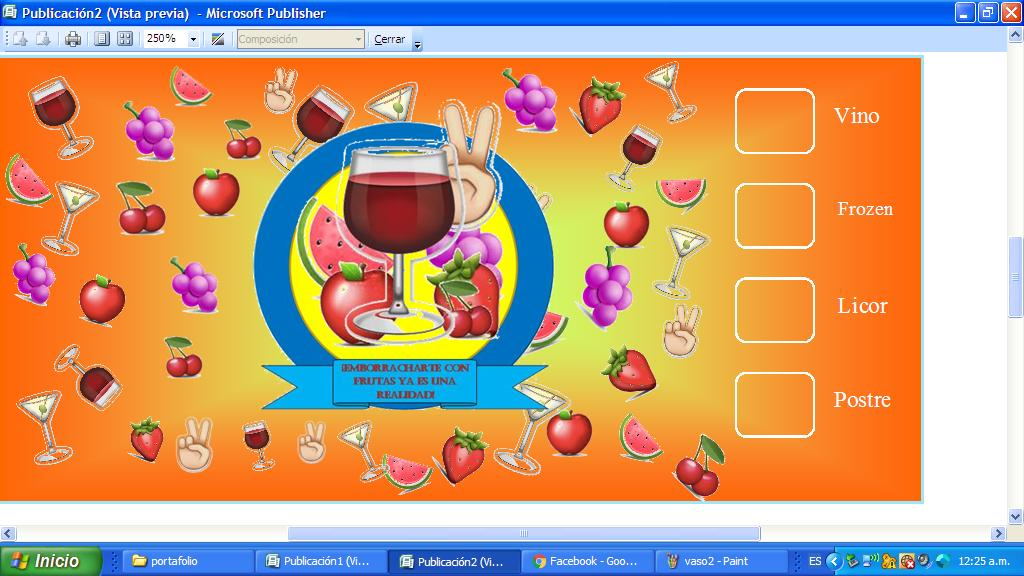 Publicación2 (Vista previa) - Microsoft Publisher
250% Composición Cerrar
Vino
Frozen
Licor
Postre
¡EMBORRACHARTE CON
FRUTAS YA ES UNA
REALIDAD!
Inicio portafolio Publicación1 (Vi... Publicación2 (Vi... Facebook - Goo... vaso2 - Paint ES 12:25 a.m.